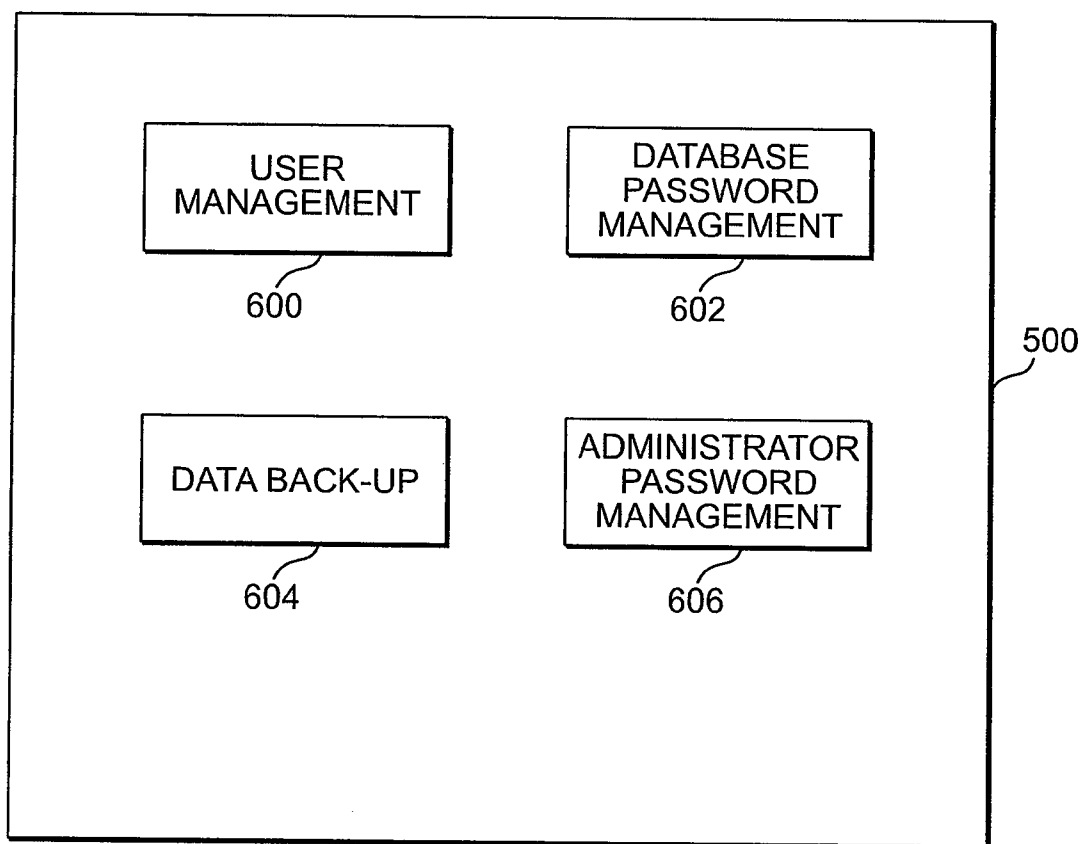 USER
MANAGEMENT
600
DATABASE
PASSWORD
MANAGEMENT
602
500
DATA BACK-UP
604
ADMINISTRATOR
PASSWORD
MANAGEMENT
606